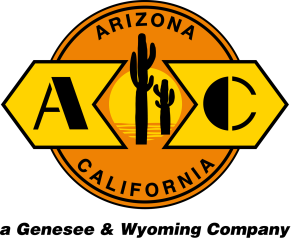 ARIZONA
A C
CALIFORNIA
a Genesee & Wyoming Company